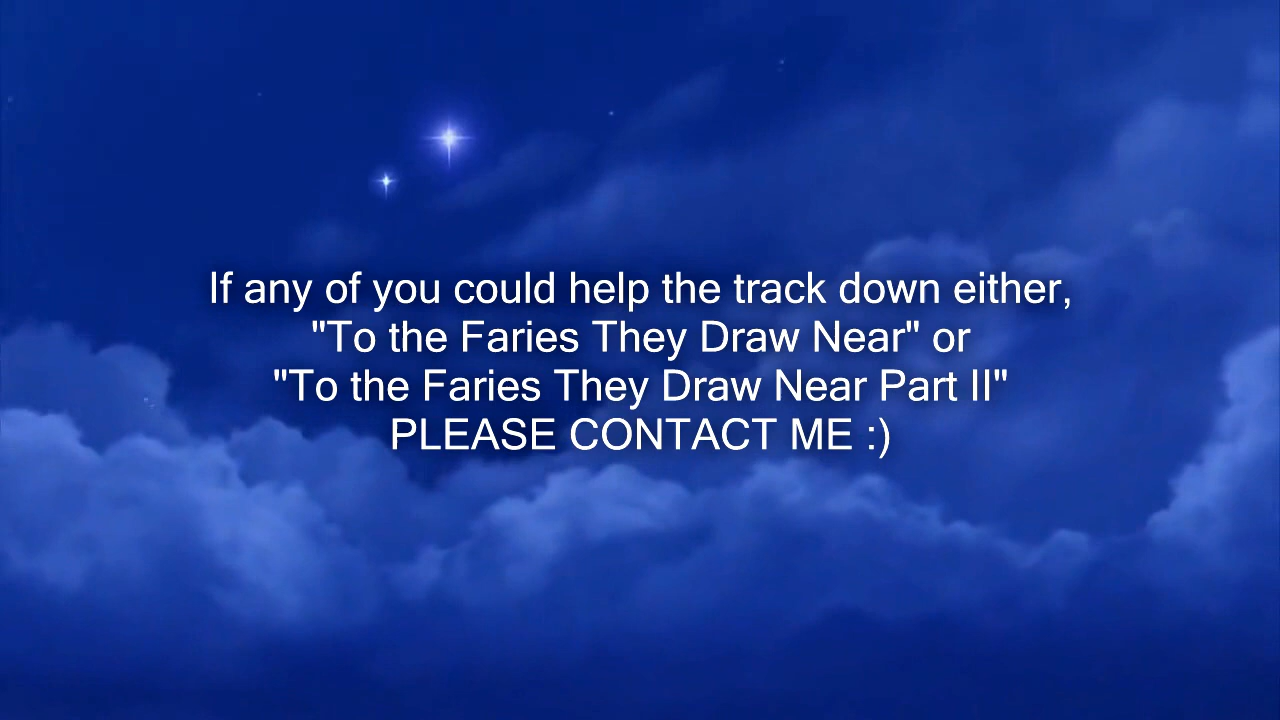 If any of you could help the track down either,
"To the Faries They Draw Near" or
"To the Faries They Draw Near Part II"
PLEASE CONTACT ME :)